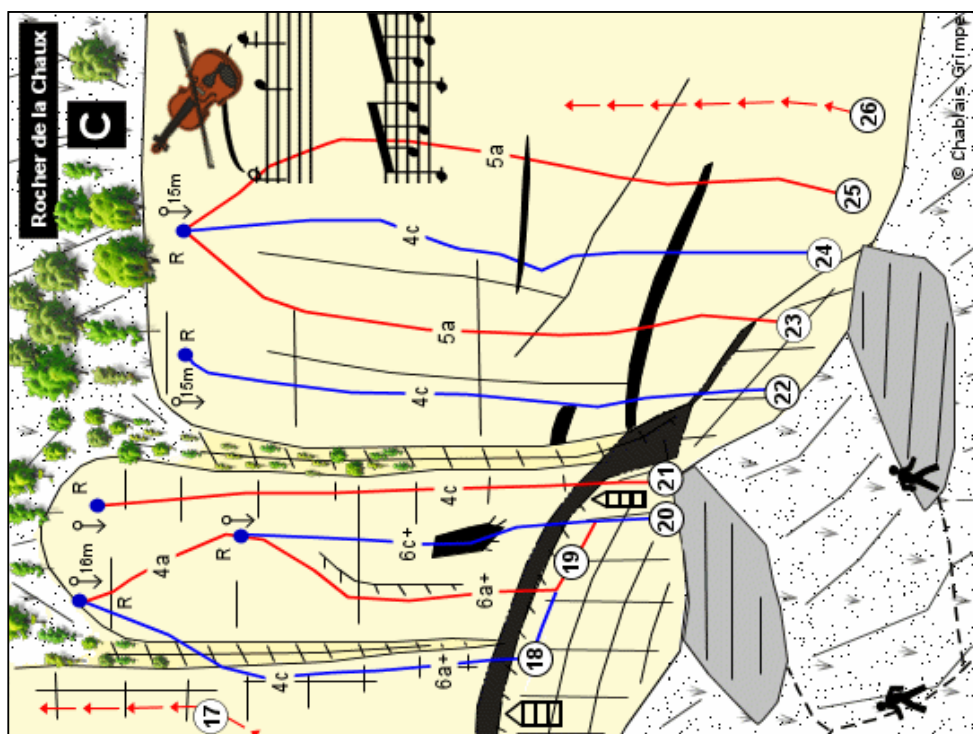 Rocher de la Chaux
C
15m
R
R
15m
16m
R
R
R
4a
4c
5a
5a
4c
4c
6c+
4c
6a+
6a+
17
18
19
20
21
22
23
24
25
26
© Chablais Grimpe